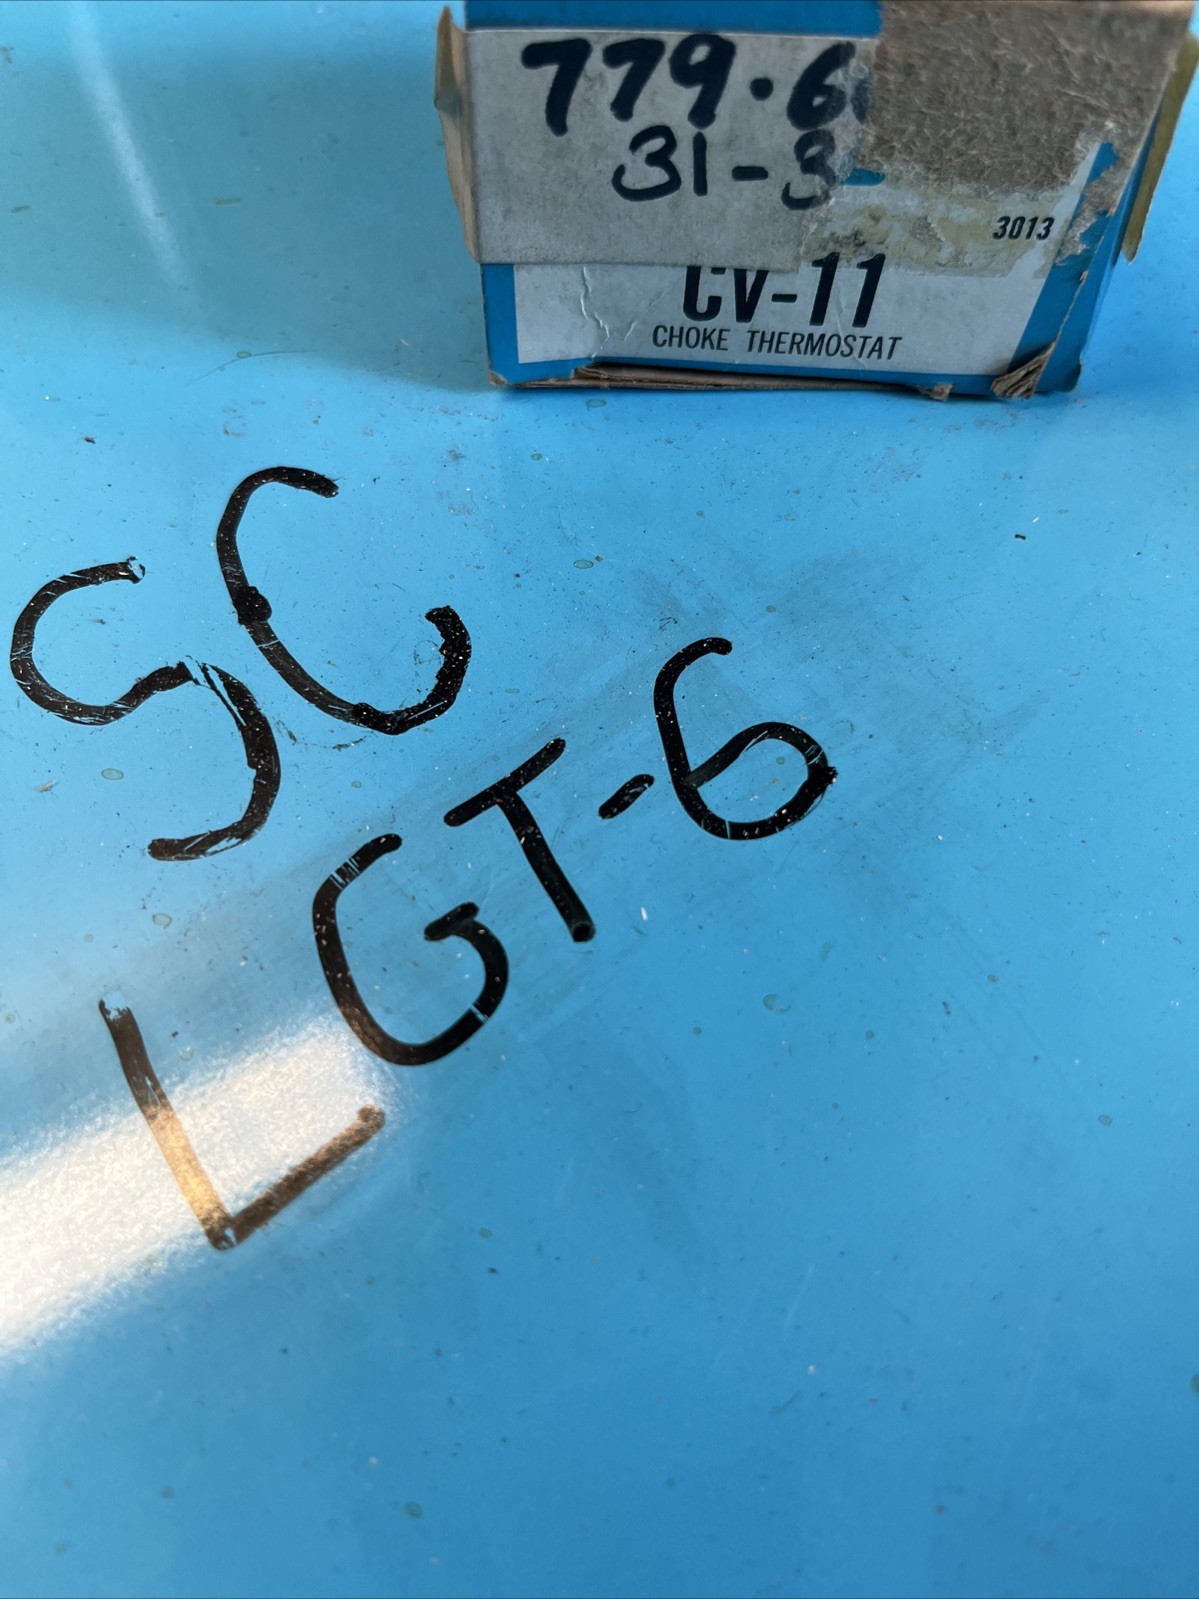 779.6
31-3
3013
CV-11
CHOKE THERMOSTAT
SC
LGT-6